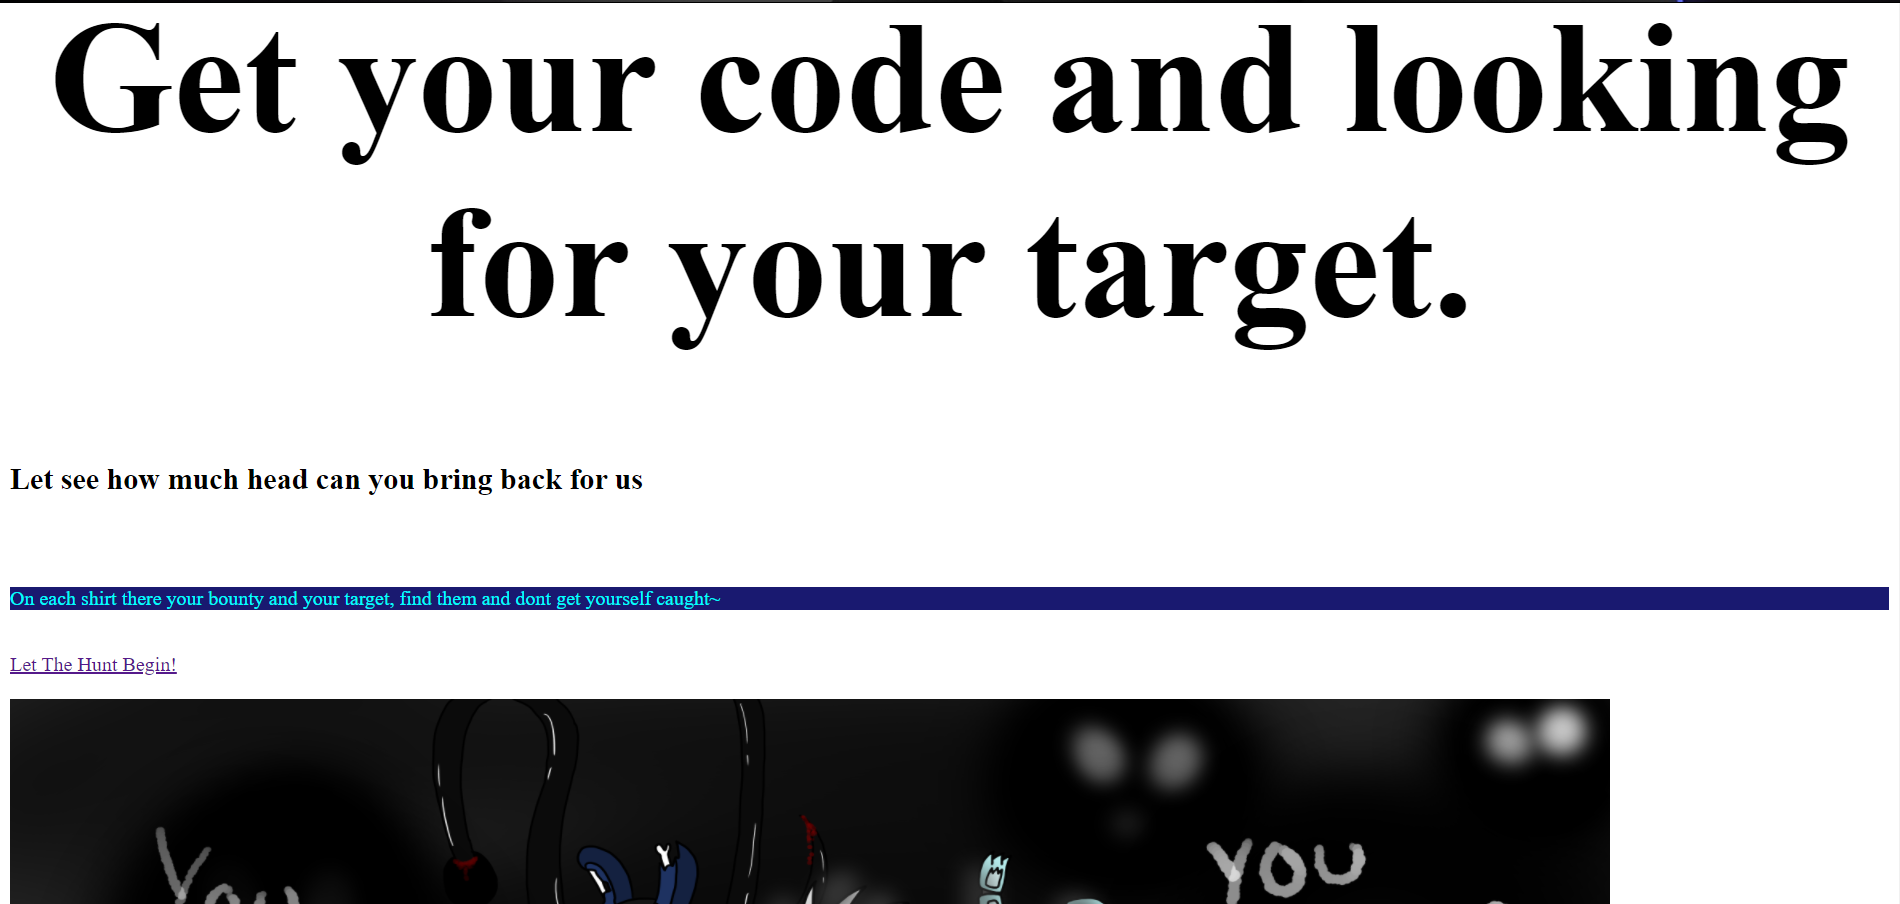 Get your code and looking
for your target.
Let see how much head can you bring back for us
On each shirt there your bounty and your target, find them and dont get yourself caught~
Let The Hunt Begin!
You
YOU